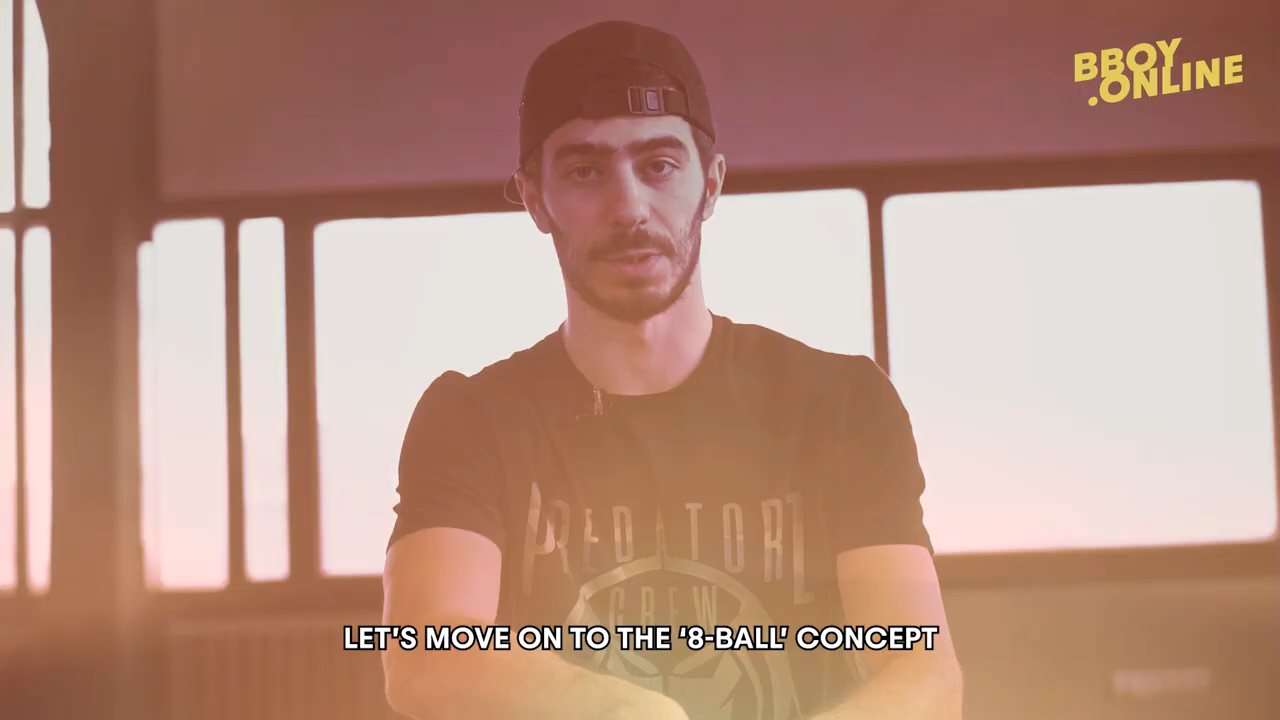 BBOY
.ONLINE
PREDATORZ
CREW
LET'S MOVE ON TO THE '8-BALL' CONCEPT